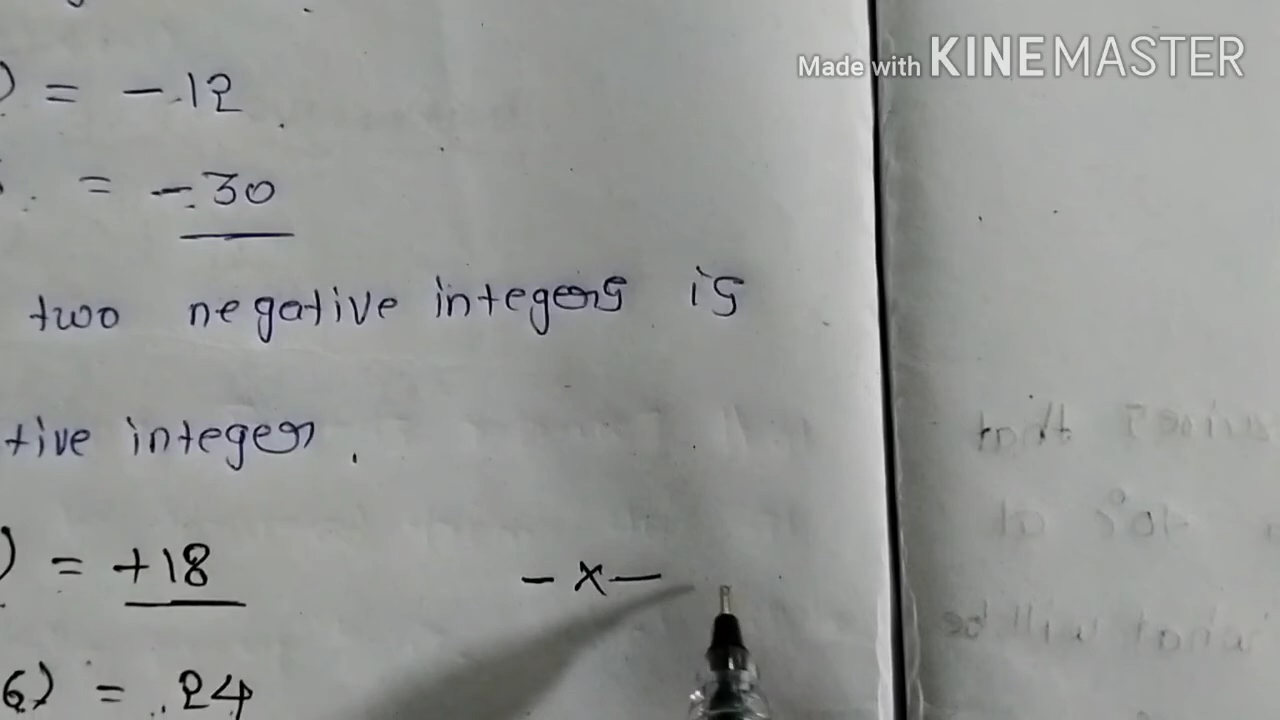 Made with KINEMASTER
) = -12
= -30
two negative integers is
tive integer.
) = +18
- x -
6) = 24